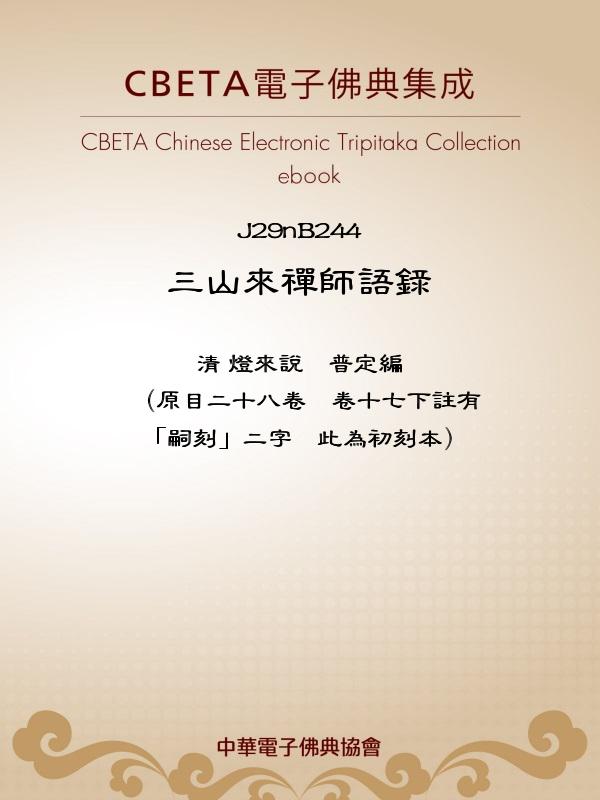 CBETA電子佛典集成
CBETA Chinese Electronic Tripitaka Collection
ebook
J29nB244
三山來禪師語錄
清 燈來說　普定編
（原目二十八卷　卷十七下註有
「嗣刻」二字　此為初刻本）
中華電子佛典協會